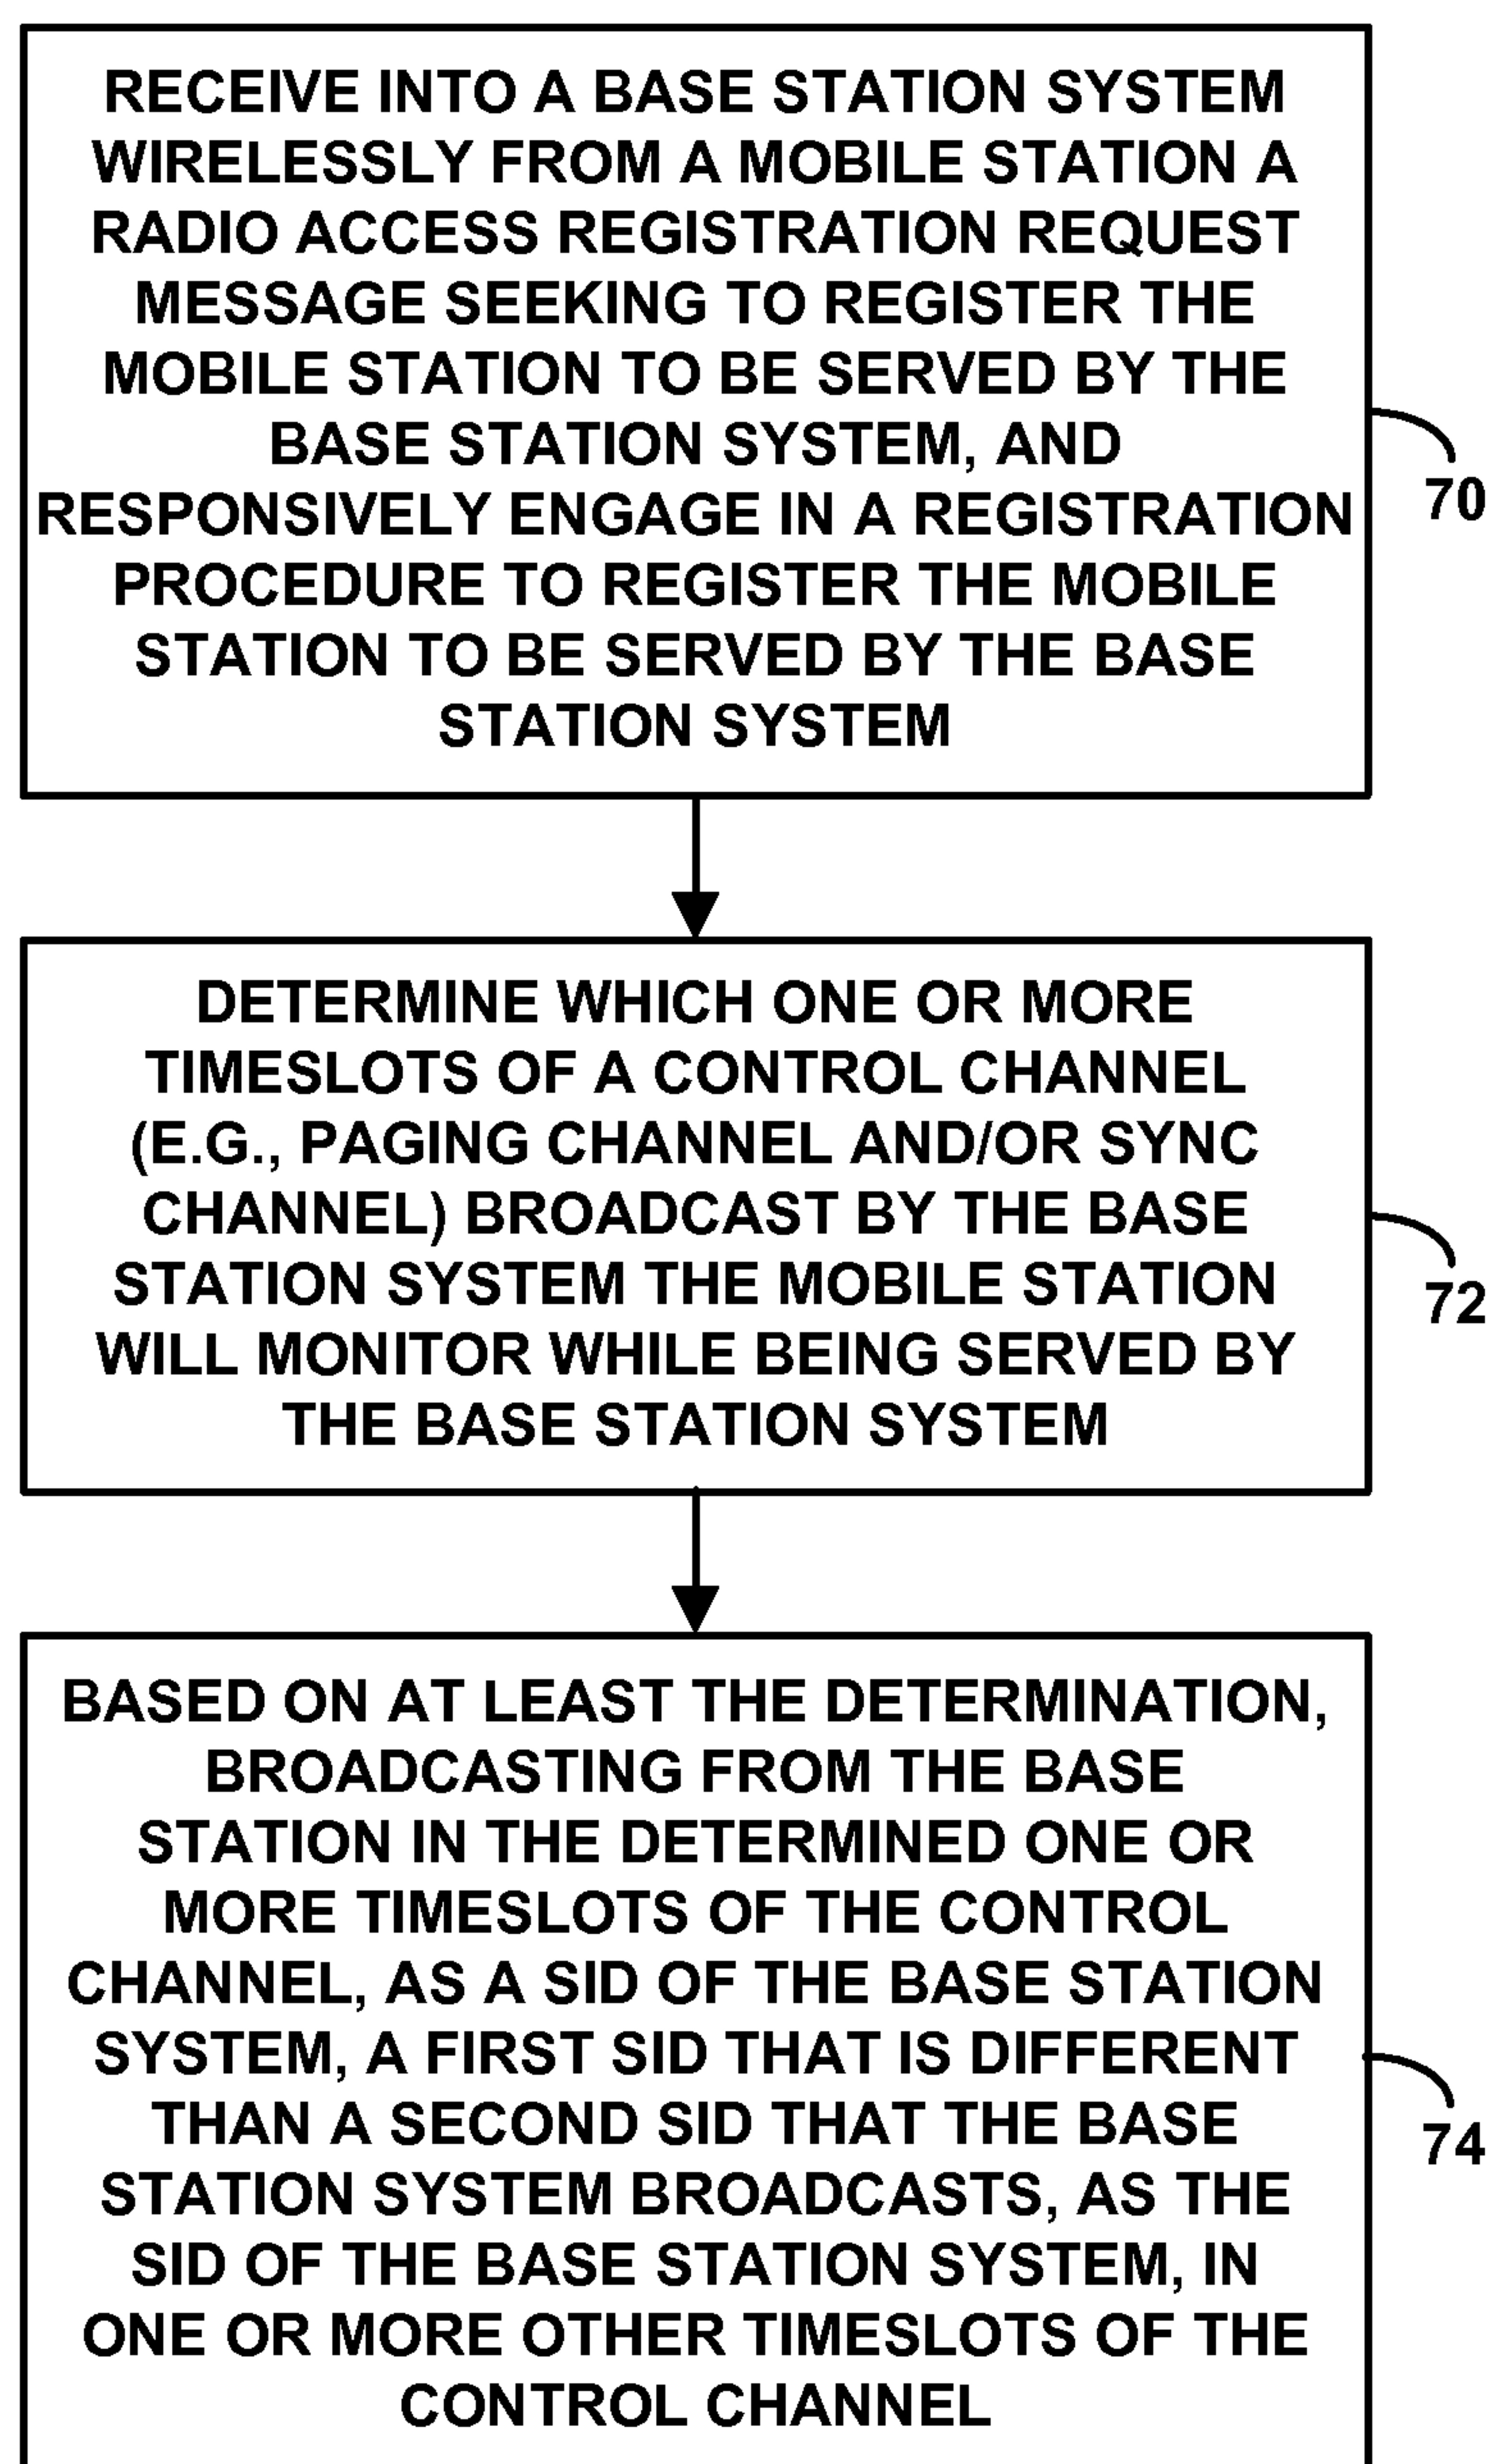 RECEIVE INTO A BASE STATION SYSTEM
WIRELESSLY FROM A MOBILE STATION A
RADIO ACCESS REGISTRATION REQUEST
MESSAGE SEEKING TO REGISTER THE
MOBILE STATION TO BE SERVED BY THE
BASE STATION SYSTEM, AND
RESPONSIVELY ENGAGE IN A REGISTRATION
PROCEDURE TO REGISTER THE MOBILE
STATION TO BE SERVED BY THE BASE
STATION SYSTEM
70
DETERMINE WHICH ONE OR MORE
TIMESLOTS OF A CONTROL CHANNEL
(E.G., PAGING CHANNEL AND/OR SYNC
CHANNEL) BROADCAST BY THE BASE
STATION SYSTEM THE MOBILE STATION
WILL MONITOR WHILE BEING SERVED BY
THE BASE STATION SYSTEM
72
BASED ON AT LEAST THE DETERMINATION,
BROADCASTING FROM THE BASE
STATION IN THE DETERMINED ONE OR
MORE TIMESLOTS OF THE CONTROL
CHANNEL, AS A SID OF THE BASE STATION
SYSTEM, A FIRST SID THAT IS DIFFERENT
THAN A SECOND SID THAT THE BASE
STATION SYSTEM BROADCASTS, AS THE
SID OF THE BASE STATION SYSTEM, IN
ONE OR MORE OTHER TIMESLOTS OF THE
CONTROL CHANNEL
74